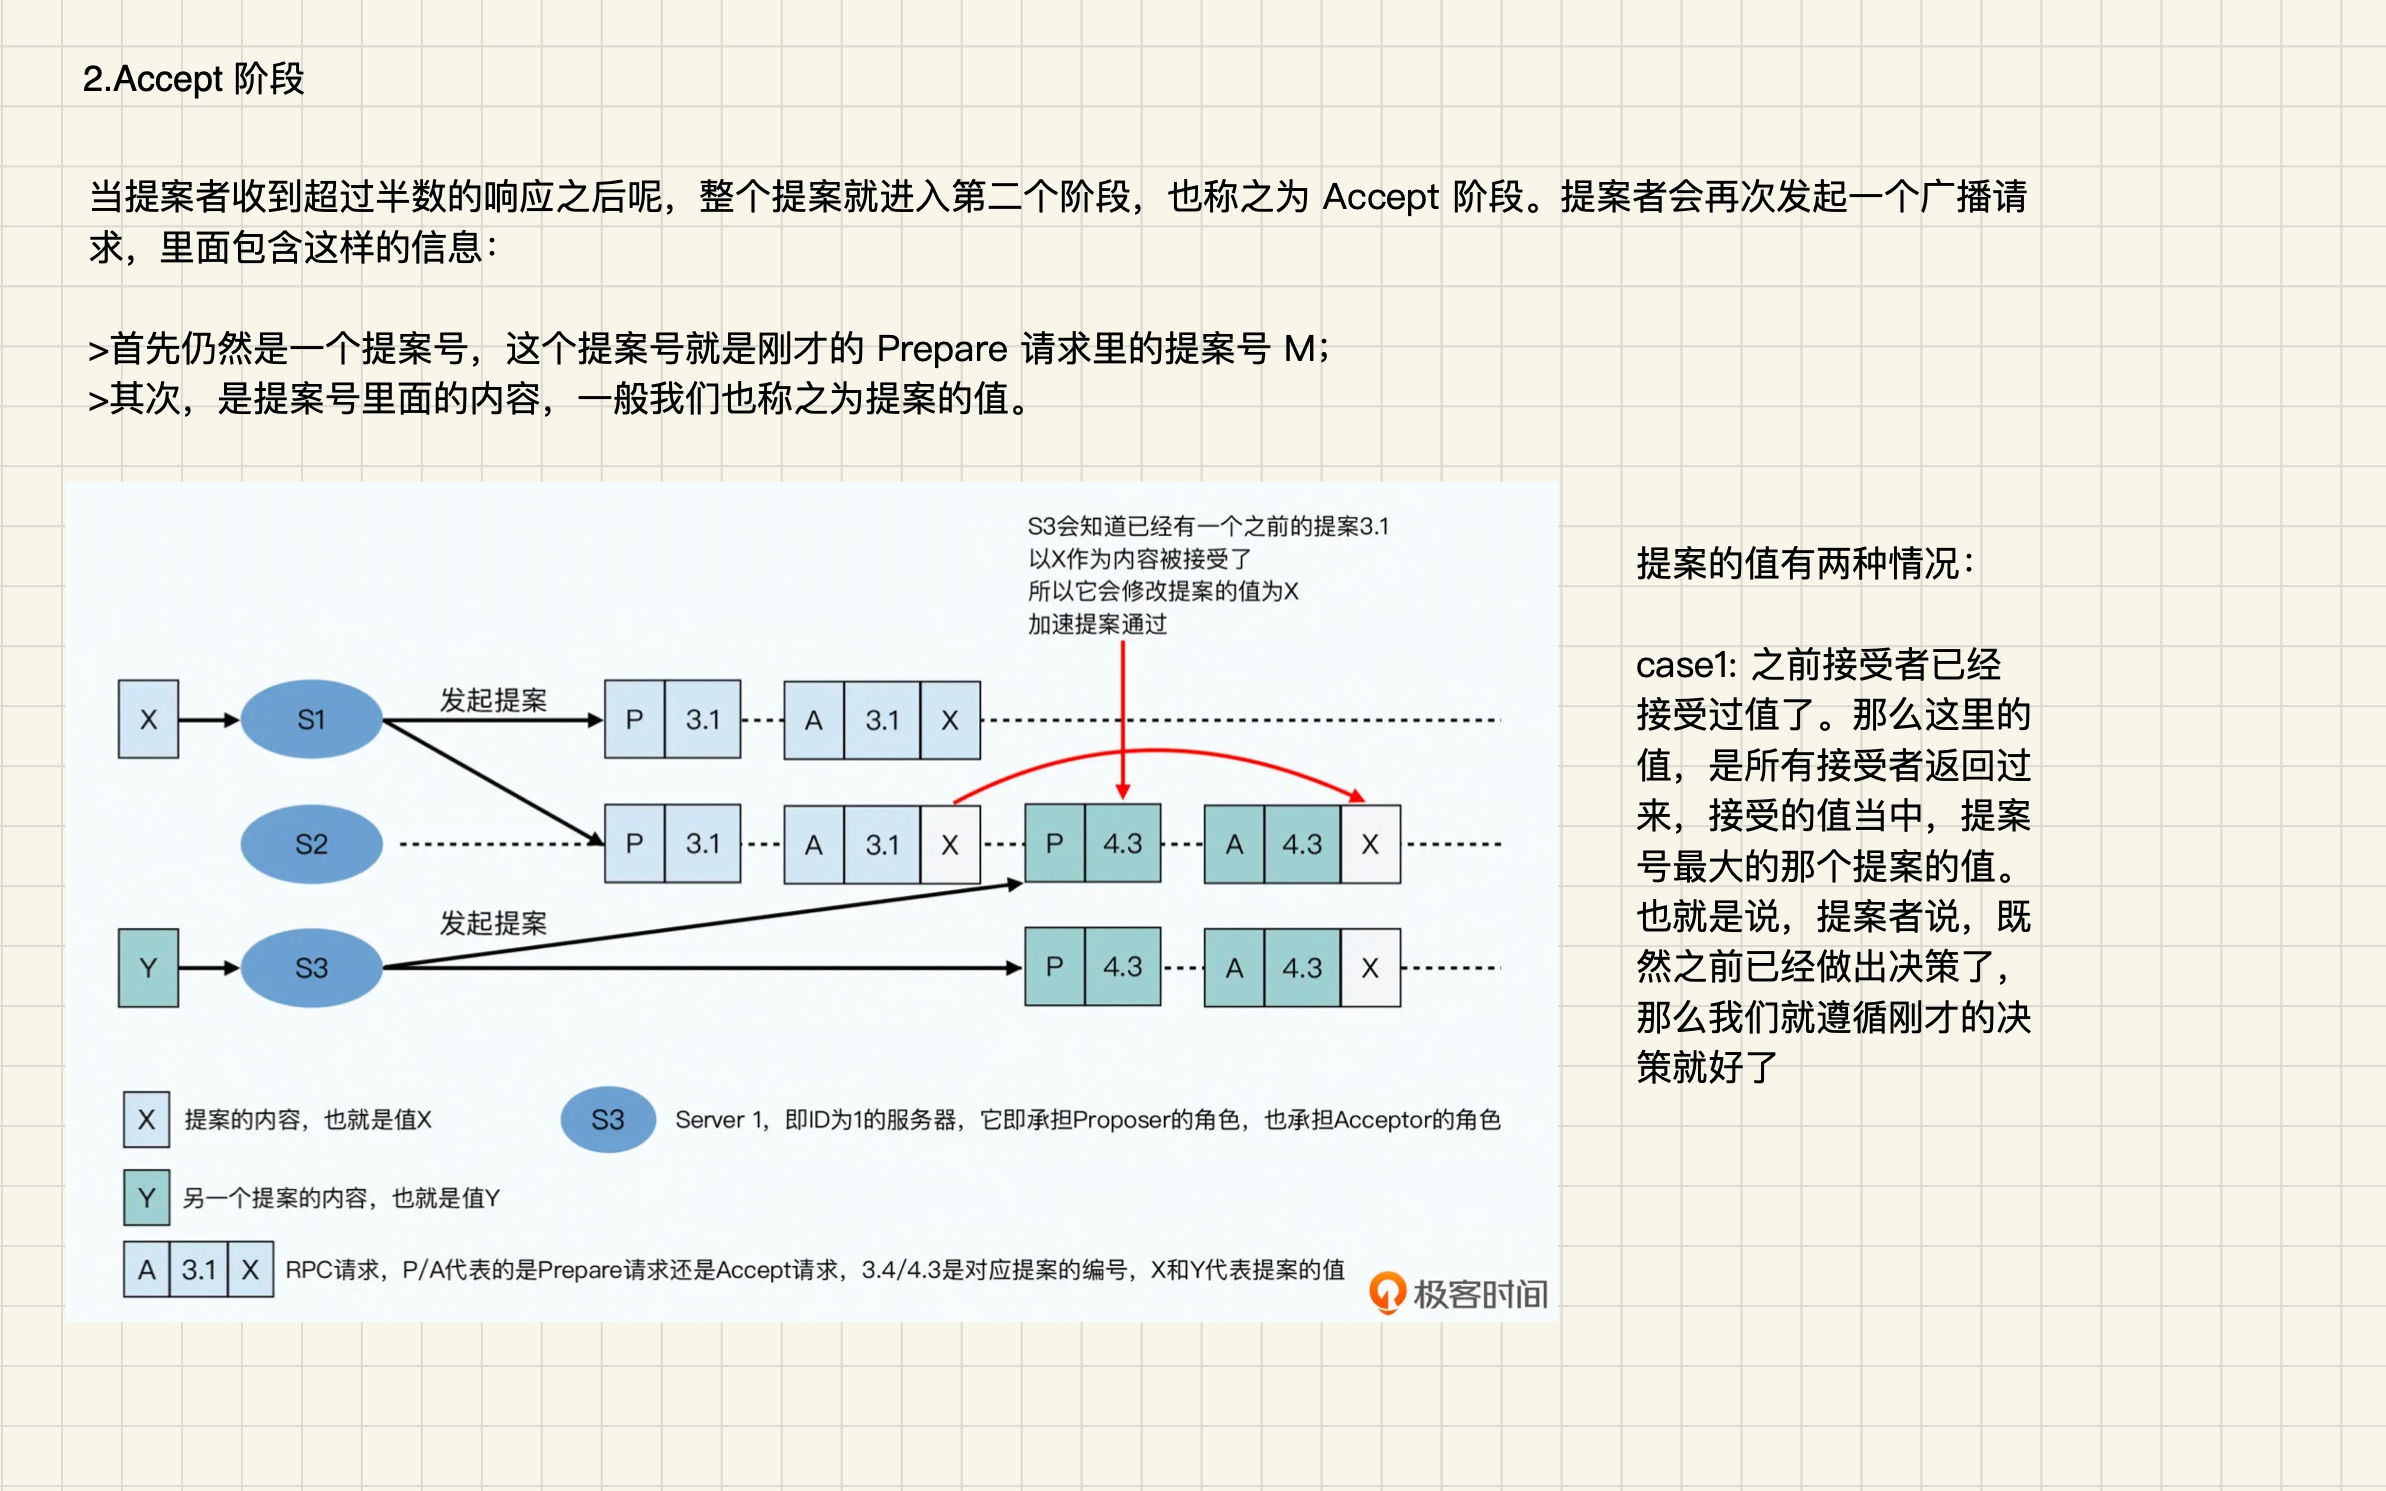 2.Accept 阶段
当提案者收到超过半数的响应之后呢，整个提案就进入第二个阶段，也称之为 Accept 阶段。提案者会再次发起一个广播请
求，里面包含这样的信息：
>首先仍然是一个提案号，这个提案号就是刚才的 Prepare 请求里的提案号 M；
>其次，是提案号里面的内容，一般我们也称之为提案的值。
S3会知道已经有一个之前的提案3.1
以X作为内容被接受了
所以它会修改提案的值为X
加速提案通过
X S1 发起提案 P 3.1 A 3.1 X
S2 P 3.1 A 3.1 X P 4.3 A 4.3 X
发起提案
Y S3 P 4.3 A 4.3 X
X 提案的内容，也就是值X
S3 Server 1，即ID为1的服务器，它即承担Proposer的角色，也承担Acceptor的角色
Y 另一个提案的内容，也就是值Y
A 3.1 X RPC请求，P/A代表的是Prepare请求还是Accept请求，3.4/4.3是对应提案的编号，X和Y代表提案的值
极客时间
提案的值有两种情况：
case1: 之前接受者已经
接受过值了。那么这里的
值，是所有接受者返回过
来，接受的值当中，提案
号最大的那个提案的值。
也就是说，提案者说，既
然之前已经做出决策了，
那么我们就遵循刚才的决
策就好了